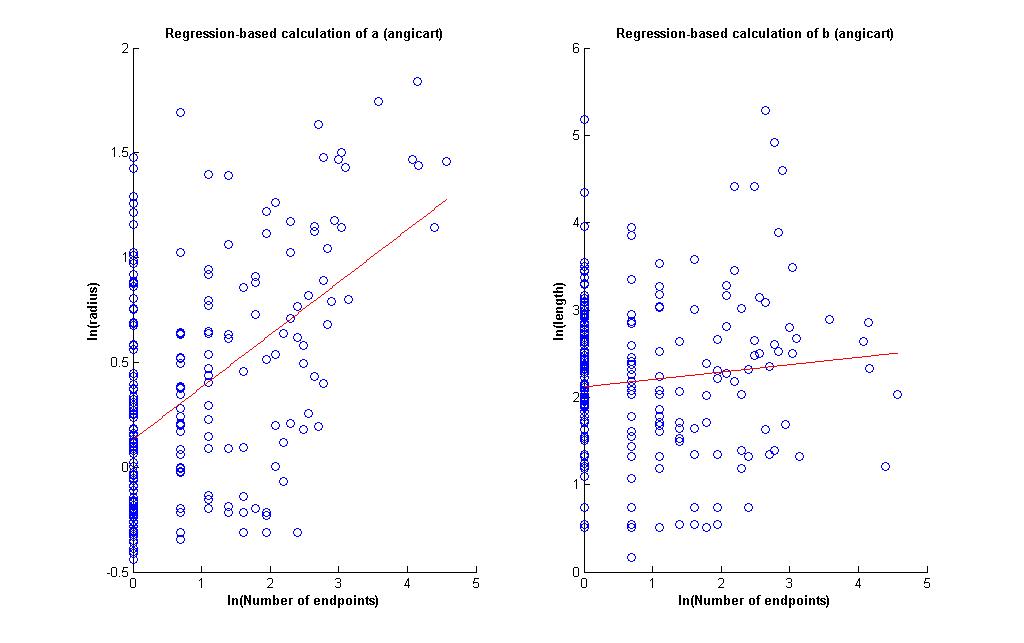 Regression-based calculation of a (angicart)
2
1.5
1
0.5
0
-0.5
0 1 2 3 4 5
ln(radius)
ln(Number of endpoints)
Regression-based calculation of b (angicart)
6
5
4
3
2
1
0
0 1 2 3 4 5
ln(length)
ln(Number of endpoints)